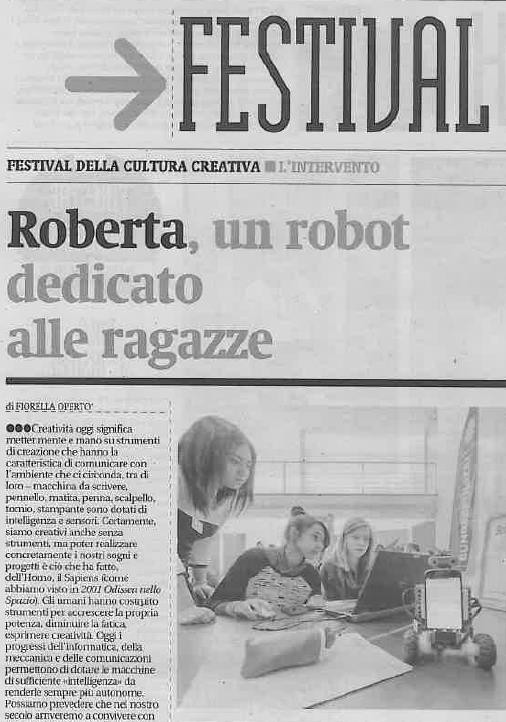 FESTIVAL
FESTIVAL DELLA CULTURA CREATIVA L'INTERVENTO
Roberta, un robot
dedicato
alle ragazze
di FIORELLA OPERTO*
Creatività oggi significa
metter mente e mano su strumenti
di creazione che hanno la
caratteristica di comunicare con
l'ambiente che ci circonda, tra di
loro – macchina da scrivere,
pennello, matita, penna, scalpello,
tornio, stampante sono dotati di
intelligenza e sensori. Certamente,
siamo creativi anche senza
strumenti, ma poter realizzare
concretamente i nostri sogni e
progetti è ciò che ha fatto,
dell'Homo, il Sapiens (come
abbiamo visto in 2001 Odissea nello
Spazio). Gli umani hanno costruito
strumenti per accrescere la propria
potenza, diminuire la fatica,
esprimere creatività. Oggi i
progressi dell'informatica, della
meccanica e delle comunicazioni
permettono di dotare le macchine
di sufficiente «intelligenza» da
renderle sempre più autonome.
Possiamo prevedere che nel nostro
secolo arriveremo a convivere con